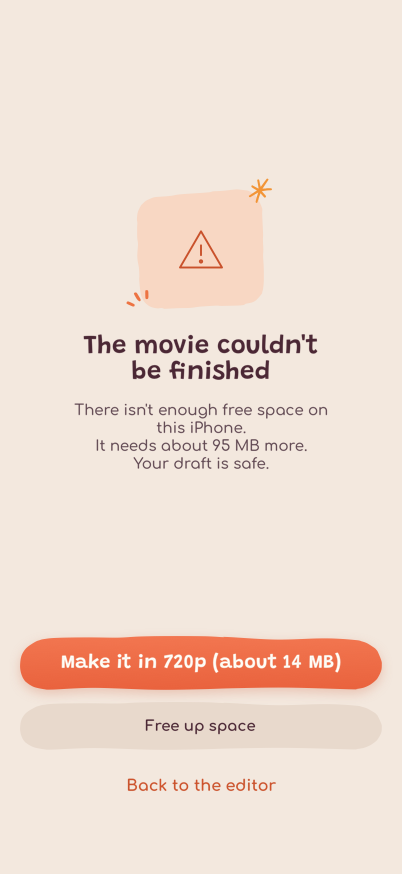 The movie couldn't
be finished
There isn't enough free space on
this iPhone.
It needs about 95 MB more.
Your draft is safe.
Make it in 720p (about 14 MB)
Free up space
Back to the editor